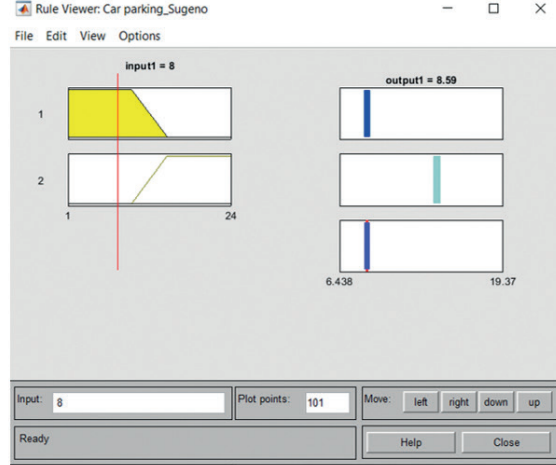 Rule Viewer: Car parking_Sugeno
File Edit View Options
input1 = 8
output1 = 8.59
1
2
1 24
6.438 19.37
Input: 8 Plot points: 101 Move: left right down up
Ready Help Close